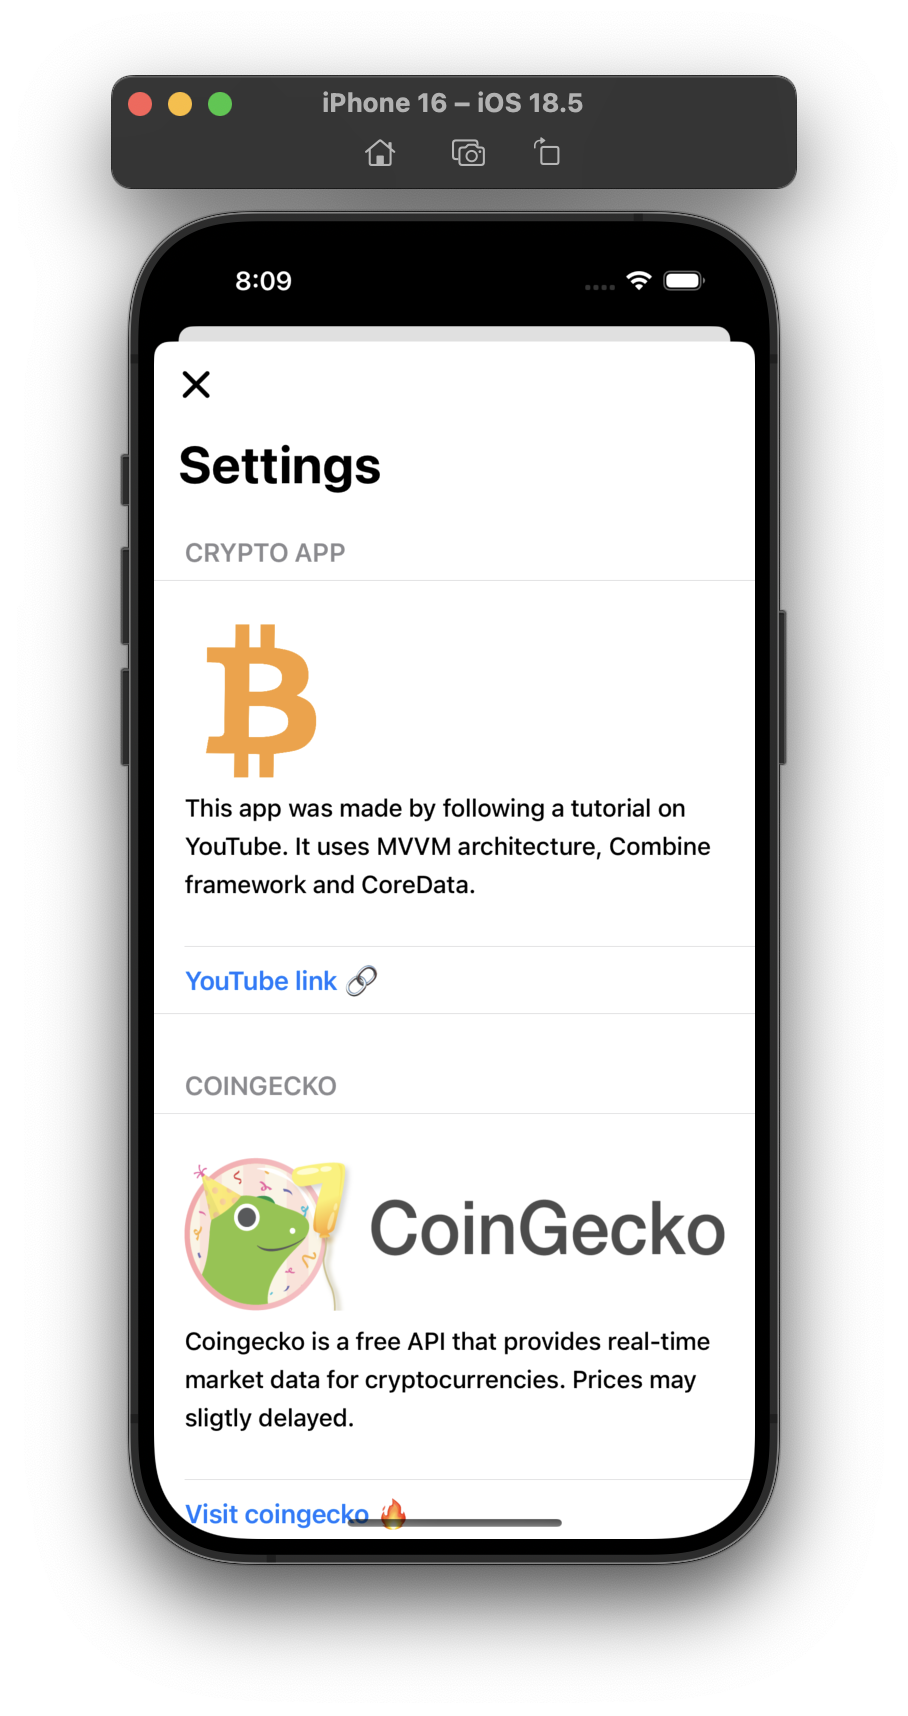 iPhone 16 – iOS 18.5
8:09
Settings
CRYPTO APP
This app was made by following a tutorial on
YouTube. It uses MVVM architecture, Combine
framework and CoreData.
YouTube link 🔗
COINGECKO
7
CoinGecko
Coingecko is a free API that provides real-time
market data for cryptocurrencies. Prices may
sligtly delayed.
Visit coingecko 🔥